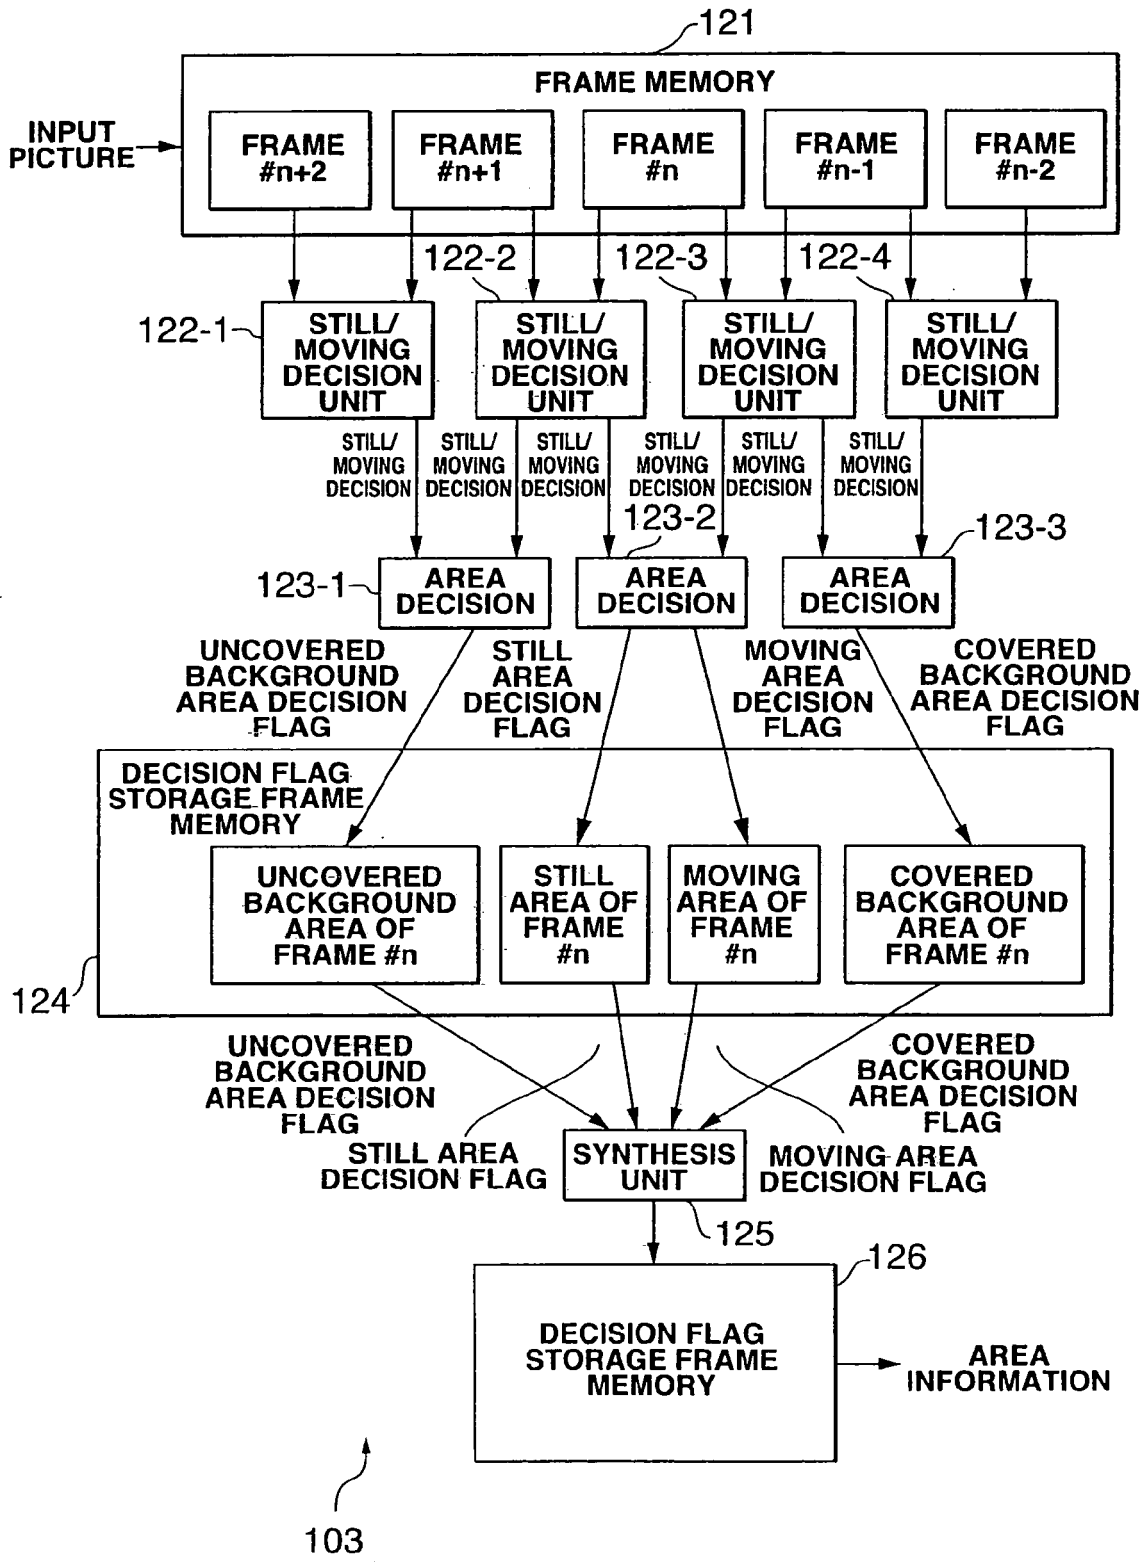 121
FRAME MEMORY
INPUT
PICTURE
FRAME
#n+2
FRAME
#n+1
FRAME
#n
FRAME
#n-1
FRAME
#n-2
122-2
122-3
122-4
122-1
STILL/
MOVING
DECISION
UNIT
STILL/
MOVING
DECISION
UNIT
STILL/
MOVING
DECISION
UNIT
STILL/
MOVING
DECISION
UNIT
STILL/
MOVING
DECISION
STILL/
MOVING
DECISION
STILL/
MOVING
DECISION
STILL/
MOVING
DECISION
STILL/
MOVING
DECISION
STILL/
MOVING
DECISION
123-2
123-3
123-1
AREA
DECISION
AREA
DECISION
AREA
DECISION
UNCOVERED
BACKGROUND
AREA DECISION
FLAG
STILL
AREA
DECISION
FLAG
MOVING
AREA
DECISION
FLAG
COVERED
BACKGROUND
AREA DECISION
FLAG
DECISION FLAG
STORAGE FRAME
MEMORY
UNCOVERED
BACKGROUND
AREA OF
FRAME #n
STILL
AREA OF
FRAME
#n
MOVING
AREA OF
FRAME
#n
COVERED
BACKGROUND
AREA OF
FRAME #n
124
UNCOVERED
BACKGROUND
AREA DECISION
FLAG
COVERED
BACKGROUND
AREA DECISION
FLAG
STILL AREA
DECISION FLAG
SYNTHESIS
UNIT
MOVING AREA
DECISION FLAG
125
126
DECISION FLAG
STORAGE FRAME
MEMORY
AREA
INFORMATION
103